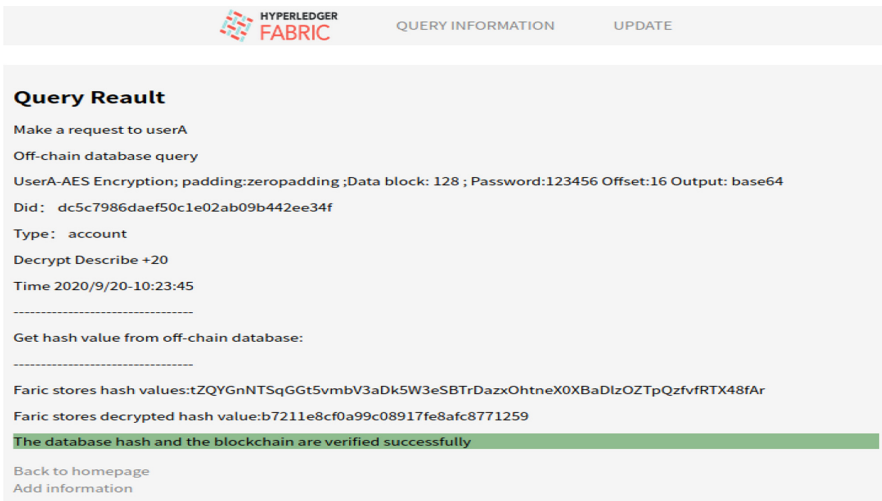 HYPERLEDGER
FABRIC
QUERY INFORMATION
UPDATE
Query Reault
Make a request to userA
Off-chain database query
UserA-AES Encryption; padding:zeropadding ;Data block: 128 ; Password:123456 Offset:16 Output: base64
Did： dc5c7986daef50c1e02ab09b442ee34f
Type： account
Decrypt Describe +20
Time 2020/9/20-10:23:45
---------------------------------
Get hash value from off-chain database:
---------------------------------
Faric stores hash values:tZQYGnNTSqGGt5vmbV3aDk5W3eSBTrDazxOhtneX0XBaDlzOZTpQzfvfRTX48fAr
Faric stores decrypted hash value:b7211e8cf0a99c08917fe8afc8771259
The database hash and the blockchain are verified successfully
Back to homepage
Add information